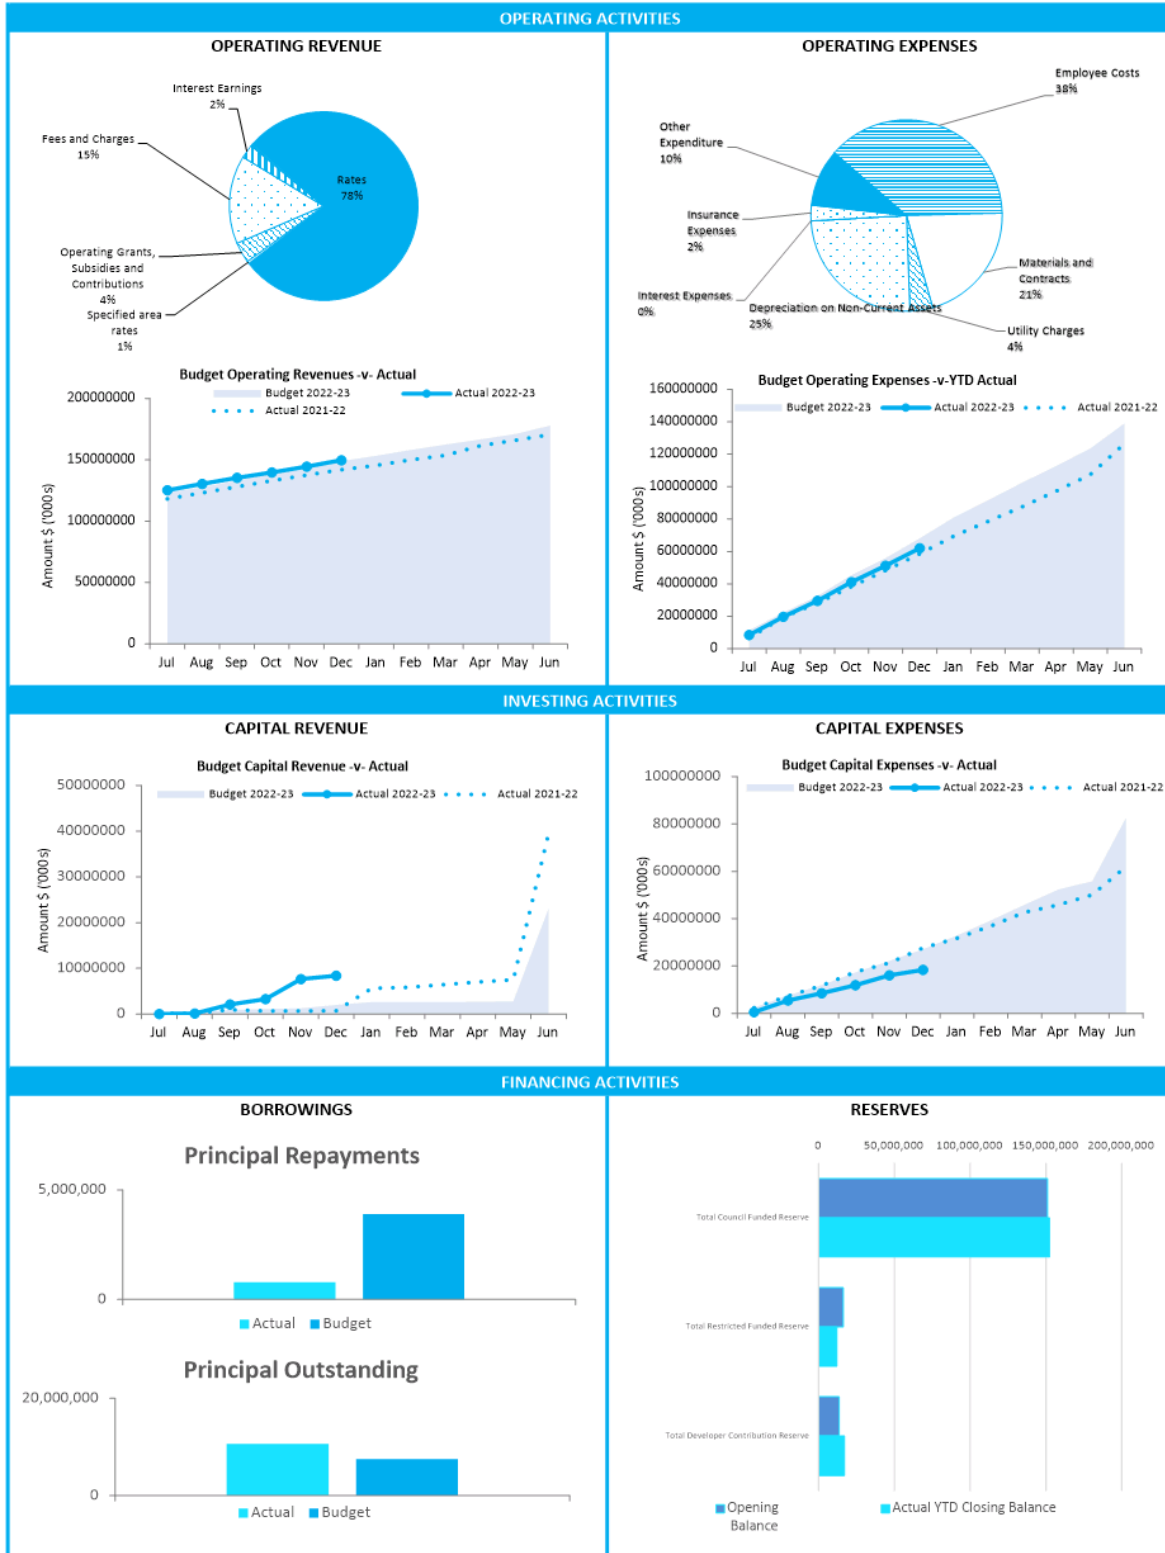 OPERATING ACTIVITIES
OPERATING REVENUE
Interest Earnings
2%
Fees and Charges
15%
Rates
78%
Operating Grants,
Subsidies and
Contributions
4%
Specified area
rates
1%
Budget Operating Revenues -v- Actual
Budget 2022-23
Actual 2022-23
Actual 2021-22
Amount $ ('000s)
200000000
150000000
100000000
50000000
0
Jul Aug Sep Oct Nov Dec Jan Feb Mar Apr May Jun
OPERATING EXPENSES
Employee Costs
38%
Other
Expenditure
10%
Insurance
Expenses
2%
Materials and
Contracts
21%
Interest Expenses
0%
Depreciation on Non-Current Assets
25%
Utility Charges
4%
Budget Operating Expenses -v-YTD Actual
Budget 2022-23
Actual 2022-23
Actual 2021-22
Amount $ ('000s)
160000000
140000000
120000000
100000000
80000000
60000000
40000000
20000000
0
Jul Aug Sep Oct Nov Dec Jan Feb Mar Apr May Jun
INVESTING ACTIVITIES
CAPITAL REVENUE
Budget Capital Revenue -v- Actual
Budget 2022-23
Actual 2022-23
Actual 2021-22
Amount $ ('000s)
50000000
40000000
30000000
20000000
10000000
0
Jul Aug Sep Oct Nov Dec Jan Feb Mar Apr May Jun
CAPITAL EXPENSES
Budget Capital Expenses -v- Actual
Budget 2022-23
Actual 2022-23
Actual 2021-22
Amount $ ('000s)
100000000
80000000
60000000
40000000
20000000
0
Jul Aug Sep Oct Nov Dec Jan Feb Mar Apr May Jun
FINANCING ACTIVITIES
BORROWINGS
Principal Repayments
5,000,000
0
Actual
Budget
Principal Outstanding
20,000,000
0
Actual
Budget
RESERVES
0 50,000,000 100,000,000 150,000,000 200,000,000
Total Council Funded Reserve
Total Restricted Funded Reserve
Total Developer Contribution Reserve
Opening
Balance
Actual YTD Closing Balance